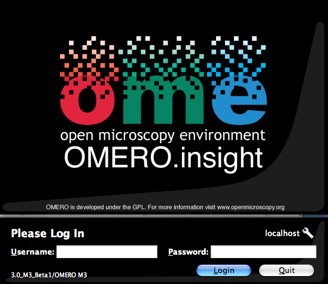 ome
open microscopy environment
OMERO.insight
OMERO is developed under the GPL. For more information visit www.openmicroscopy.org
Please Log In
localhost
Username:
Password:
3.0_M3_Beta1/OMERO M3
Login
Quit